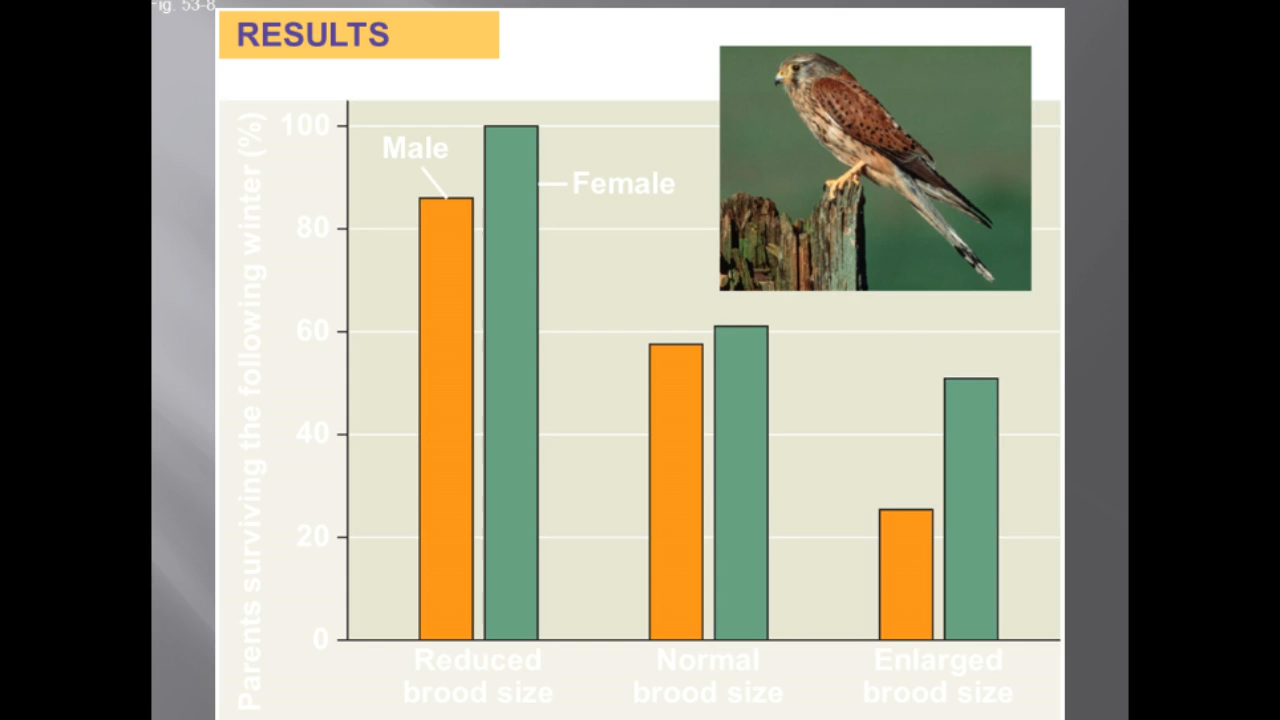 Fig. 53-8
RESULTS
Parents surviving the following winter (%)
100
80
60
40
20
0
Male
Female
Reduced
brood size
Normal
brood size
Enlarged
brood size